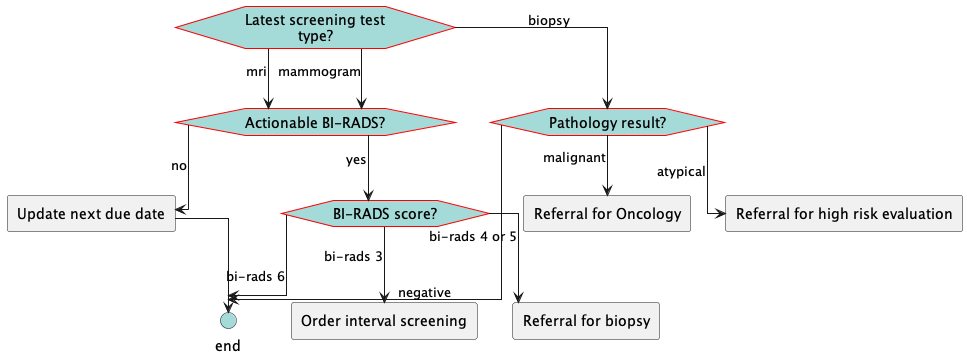 Latest screening test
type?
biopsy
mri
mammogram
Actionable BI-RADS?
Pathology result?
no
yes
malignant
atypical
Update next due date
BI-RADS score?
Referral for Oncology
Referral for high risk evaluation
bi-rads 6
bi-rads 3
bi-rads 4 or 5
negative
Order interval screening
Referral for biopsy
end